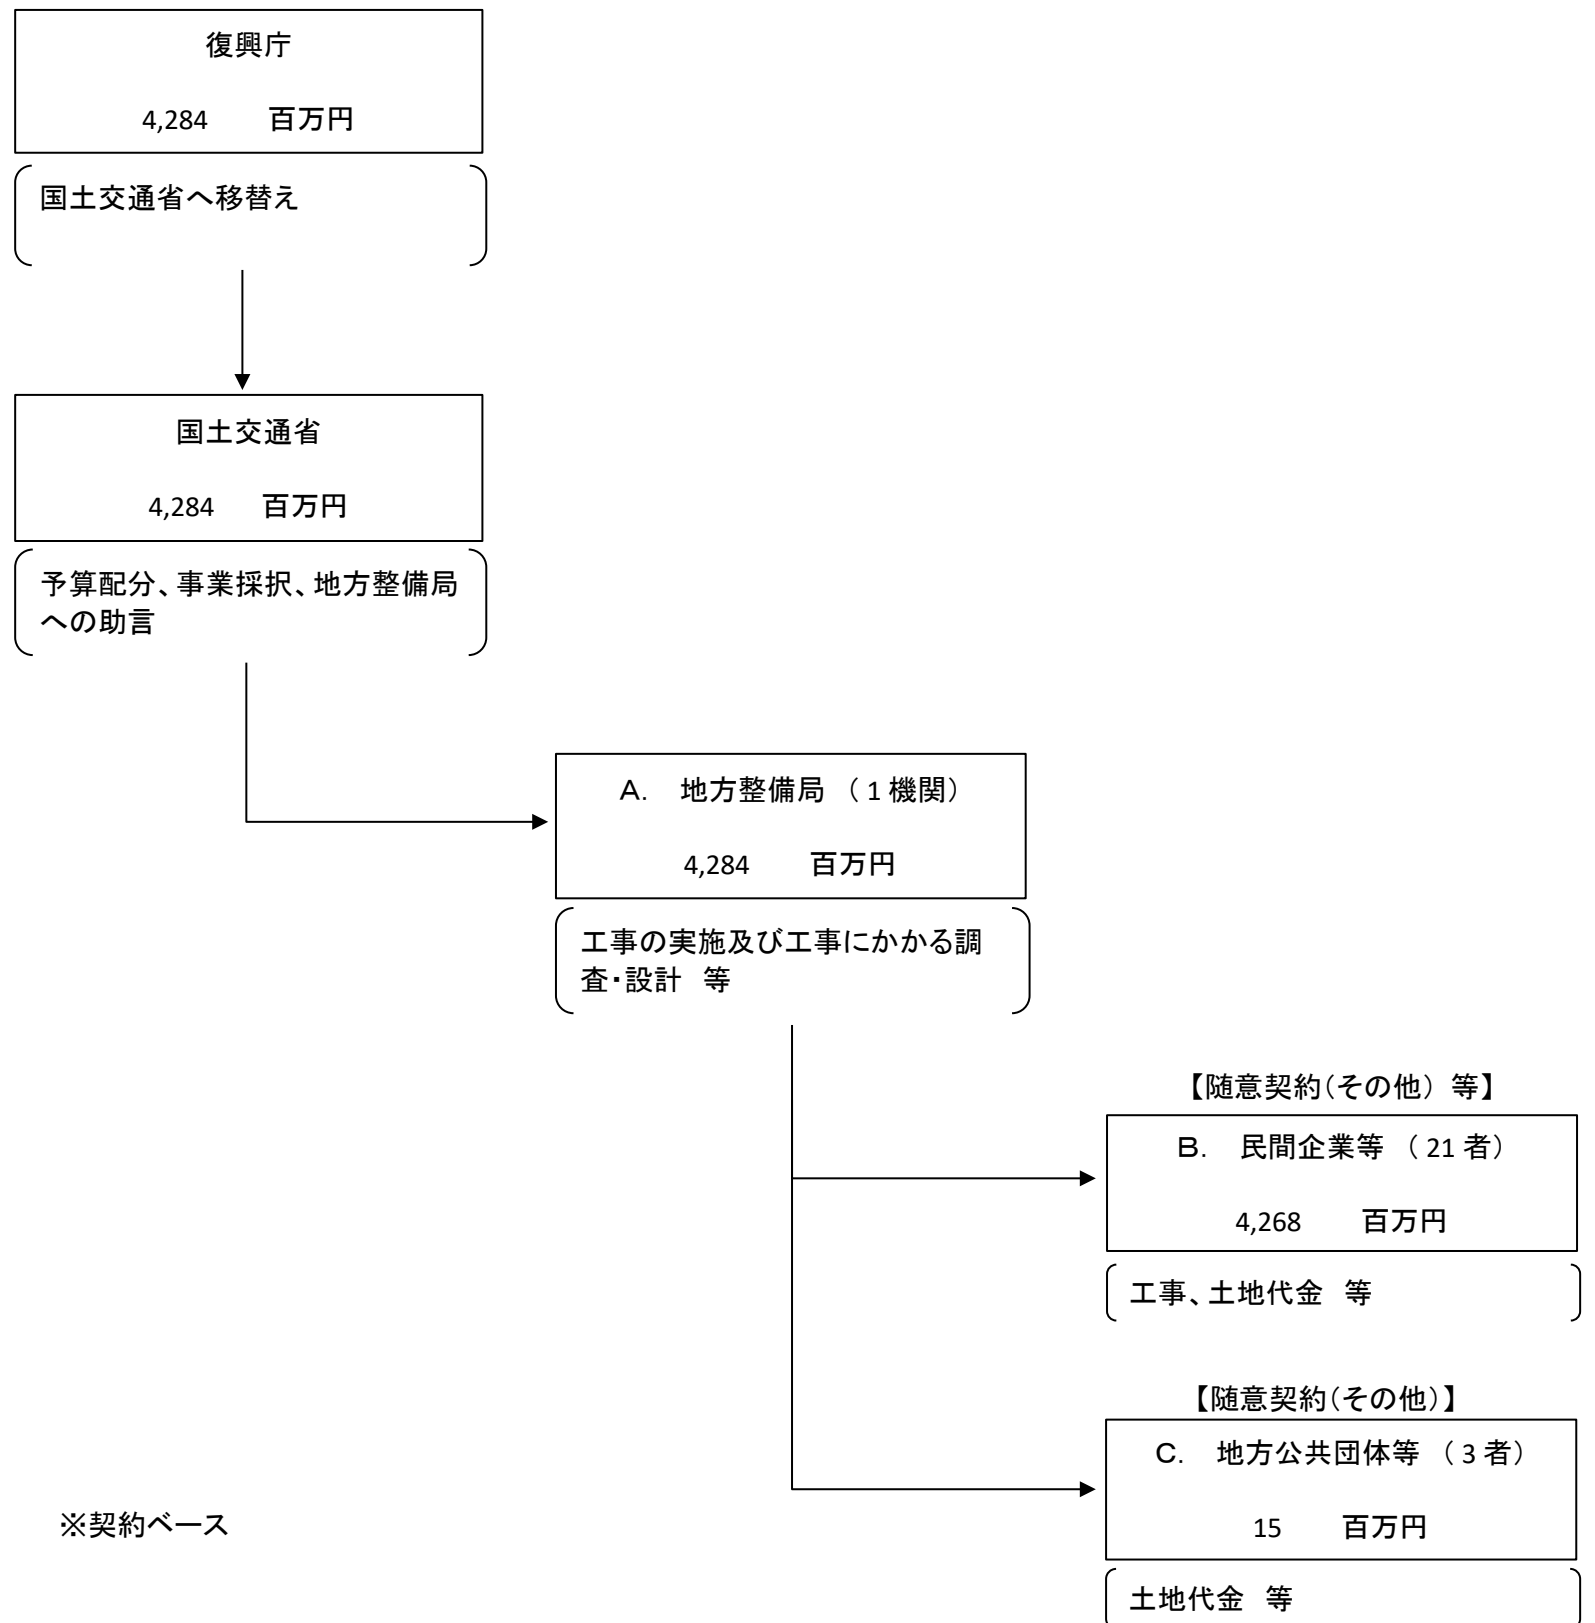 復興庁
4,284 百万円
国土交通省へ移替え
国土交通省
4,284 百万円
予算配分、事業採択、地方整備局
への助言
A. 地方整備局 （ 1 機関）
4,284 百万円
工事の実施及び工事にかかる調
査・設計 等
【随意契約（その他） 等】
B. 民間企業等 （ 21 者）
4,268 百万円
工事、土地代金 等
【随意契約（その他）】
C. 地方公共団体等 （ 3 者）
15 百万円
土地代金 等
※契約ベース